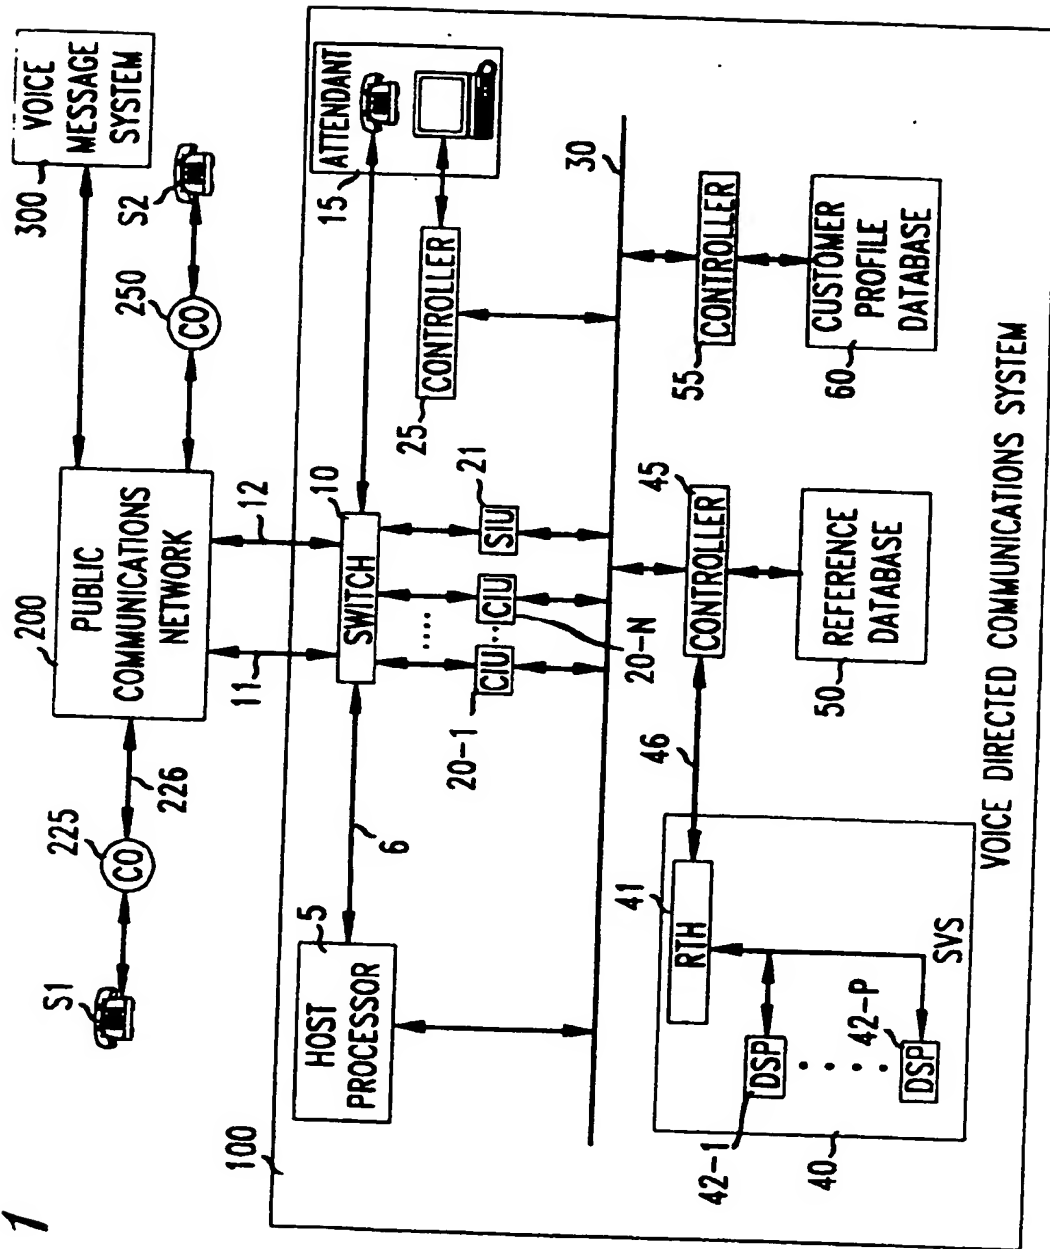 1
S1
225
CO
226
200
PUBLIC
COMMUNICATIONS
NETWORK
300
VOICE
MESSAGE
SYSTEM
250
CO
S2
11
12
100
HOST
PROCESSOR
5
6
SWITCH
10
15
ATTENDANT
20-1
CIU
....
..
CIU
20-N
SIU
21
25
CONTROLLER
30
41
RTH
46
CONTROLLER
45
55
CONTROLLER
42-1
DSP
42-P
DSP
SVS
40
50
REFERENCE
DATABASE
60
CUSTOMER
PROFILE
DATABASE
VOICE DIRECTED COMMUNICATIONS SYSTEM